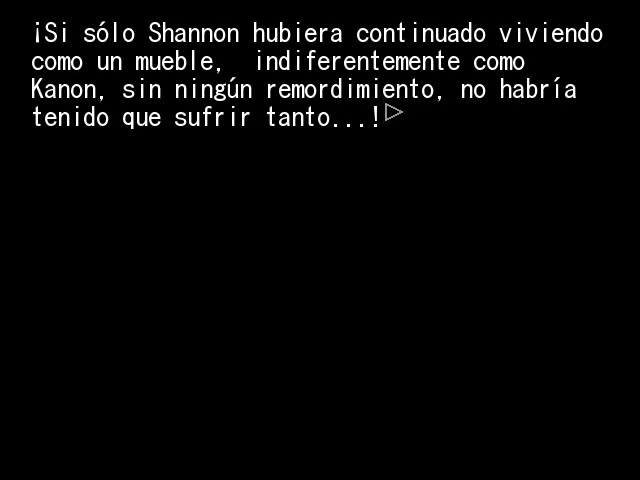 ¡Si sólo Shannon hubiera continuado viviendo
como un mueble,  indiferentemente como
Kanon, sin ningún remordimiento, no habría
tenido que sufrir tanto...!